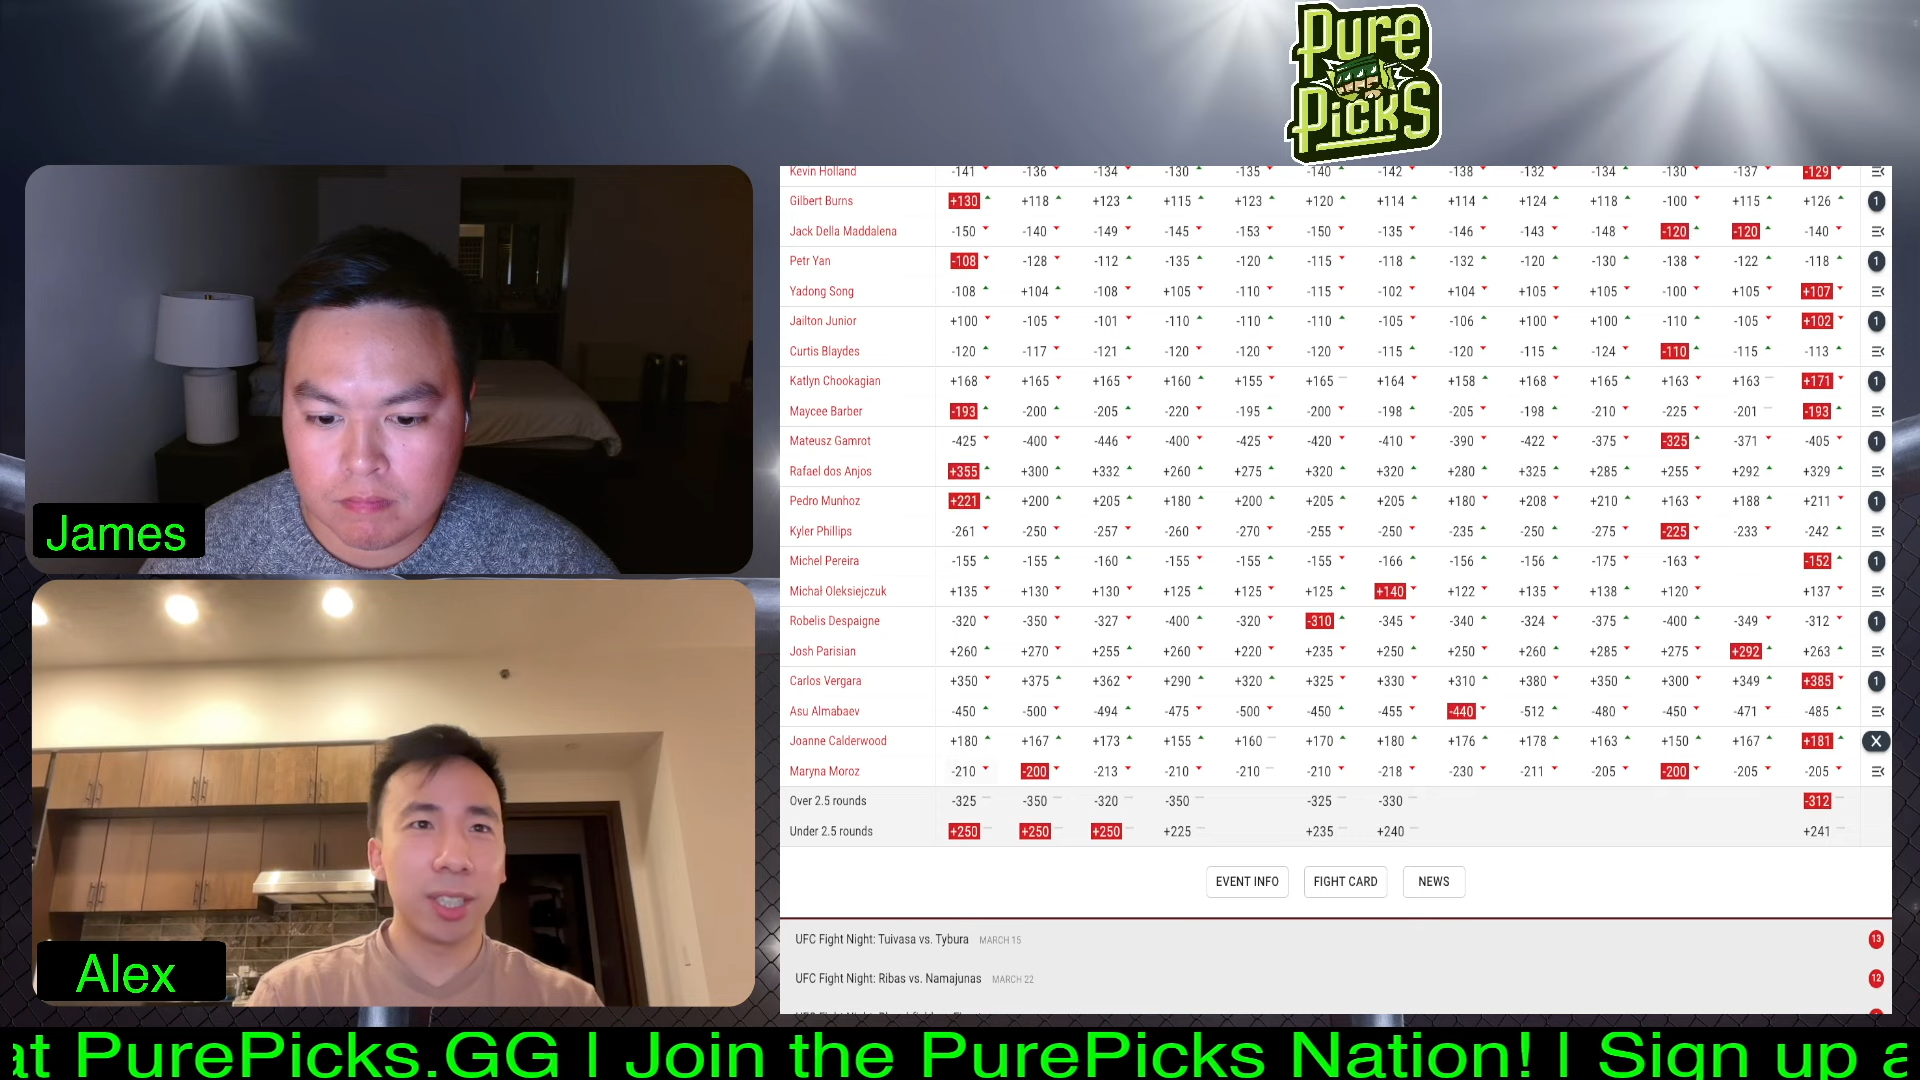 Pure
Picks
James
Alex
Kevin Holland -141 -136 -134 -130 -135 -140 -142 -138 -132 -134 -130 -137 -129
Gilbert Burns +130 +118 +123 +115 +123 +120 +114 +114 +124 +118 -100 +115 +126 1
Jack Della Maddalena -150 -140 -149 -145 -153 -150 -135 -146 -143 -148 -120 -120 -140
Petr Yan -108 -128 -112 -135 -120 -115 -118 -132 -120 -130 -138 -122 -118 1
Yadong Song -108 +104 -108 +105 -110 -115 -102 +104 +105 +105 -100 +105 +107
Jailton Junior +100 -105 -101 -110 -110 -110 -105 -106 +100 +100 -110 -105 +102 1
Curtis Blaydes -120 -117 -121 -120 -120 -120 -115 -120 -115 -124 -110 -115 -113
Katlyn Chookagian +168 +165 +165 +160 +155 +165 +164 +158 +168 +165 +163 +163 +171 1
Maycee Barber -193 -200 -205 -220 -195 -200 -198 -205 -198 -210 -225 -201 -193
Mateusz Gamrot -425 -400 -446 -400 -425 -420 -410 -390 -422 -375 -325 -371 -405 1
Rafael dos Anjos +355 +300 +332 +260 +275 +320 +320 +280 +325 +285 +255 +292 +329
Pedro Munhoz +221 +200 +205 +180 +200 +205 +205 +180 +208 +210 +163 +188 +211 1
Kyler Phillips -261 -250 -257 -260 -270 -255 -250 -235 -250 -275 -225 -233 -242
Michel Pereira -155 -155 -160 -155 -155 -155 -166 -156 -156 -175 -163 -152 1
Michał Oleksiejczuk +135 +130 +130 +125 +125 +125 +140 +122 +135 +138 +120 +137
Robelis Despaigne -320 -350 -327 -400 -320 -310 -345 -340 -324 -375 -400 -349 -312 1
Josh Parisian +260 +270 +255 +260 +220 +235 +250 +250 +260 +285 +275 +292 +263
Carlos Vergara +350 +375 +362 +290 +320 +325 +330 +310 +380 +350 +300 +349 +385 1
Asu Almabaev -450 -500 -494 -475 -500 -450 -455 -440 -512 -480 -450 -471 -485
Joanne Calderwood +180 +167 +173 +155 +160 +170 +180 +176 +178 +163 +150 +167 +181 X
Maryna Moroz -210 -200 -213 -210 -210 -210 -218 -230 -211 -205 -200 -205 -205
Over 2.5 rounds -325 -350 -320 -350 -325 -330 -312
Under 2.5 rounds +250 +250 +250 +225 +235 +240 +241
EVENT INFO FIGHT CARD NEWS
UFC Fight Night: Tuivasa vs. Tybura MARCH 15 13
UFC Fight Night: Ribas vs. Namajunas MARCH 22 12
at PurePicks.GG | Join the PurePicks Nation! | Sign up a